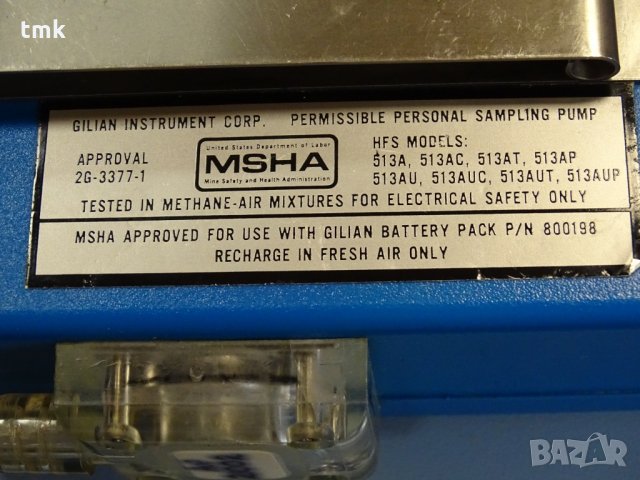 tmk
GILIAN INSTRUMENT CORP. PERMISSIBLE PERSONAL SAMPLING PUMP
APPROVAL
2G-3377-1
United States Department of Labor
MSHA
Mine Safety and Health Administration
HFS MODELS:
513A, 513AC, 513AT, 513AP
513AU, 513AUC, 513AUT, 513AUP
TESTED IN METHANE-AIR MIXTURES FOR ELECTRICAL SAFETY ONLY
MSHA APPROVED FOR USE WITH GILIAN BATTERY PACK P/N 800198
RECHARGE IN FRESH AIR ONLY
BAZAR